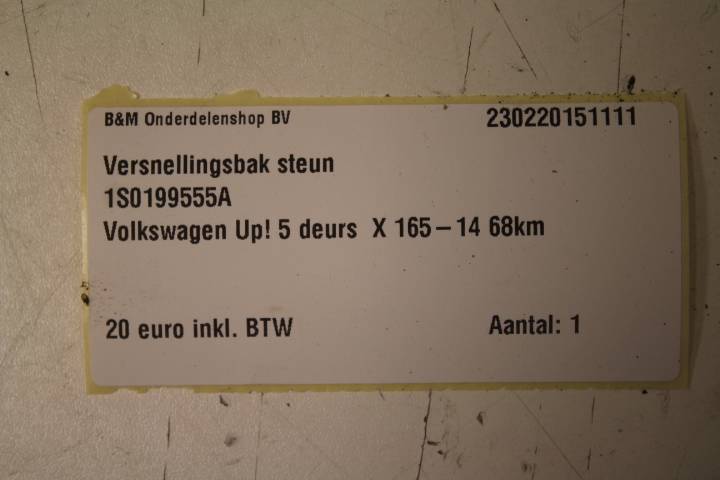 B&M Onderdelenshop BV 230220151111
Versnellingsbak steun
1S0199555A
Volkswagen Up! 5 deurs X 165-14 68km
20 euro inkl. BTW Aantal: 1